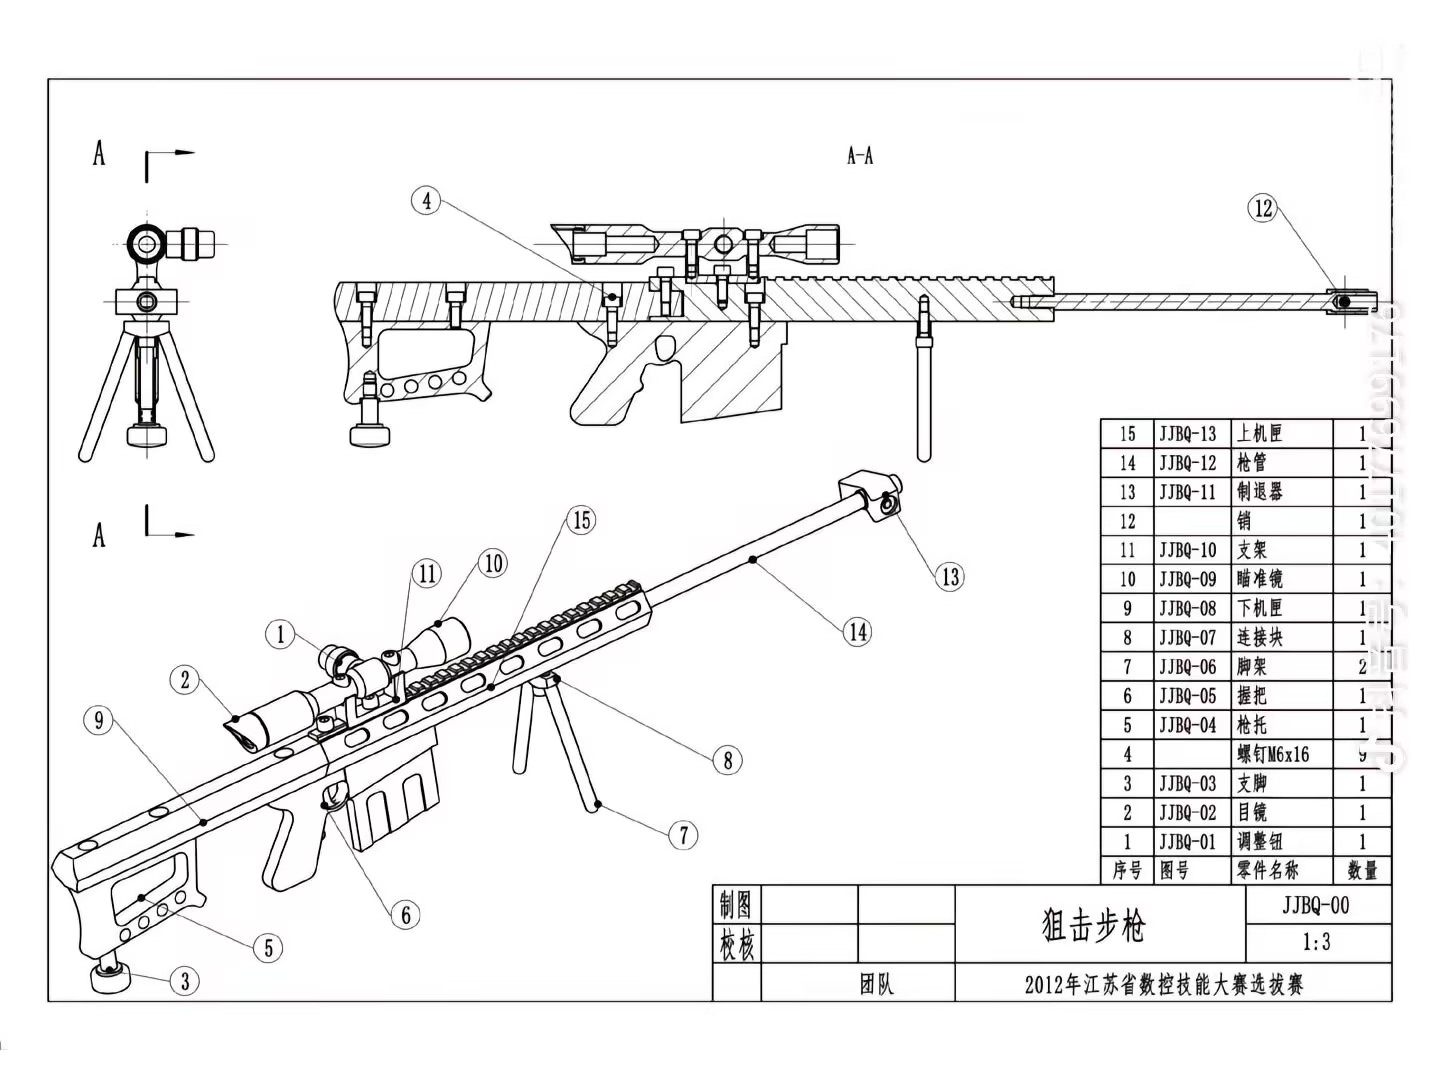 A
A-A
4
12
A
15
10
11
13
1
14
2
9
8
7
6
5
3
15 JJBQ-13 上机匣 1
14 JJBQ-12 枪管 1
13 JJBQ-11 制退器 1
12 销 1
11 JJBQ-10 支架 1
10 JJBQ-09 瞄准镜 1
9 JJBQ-08 下机匣 1
8 JJBQ-07 连接块 1
7 JJBQ-06 脚架 2
6 JJBQ-05 握把 1
5 JJBQ-04 枪托 1
4 螺钉M6x16 9
3 JJBQ-03 支脚 1
2 JJBQ-02 目镜 1
1 JJBQ-01 调整钮 1
序号 图号 零件名称 数量
制图
校核
狙击步枪
JJBQ-00
1:3
团队
2012年江苏省数控技能大赛选拔赛